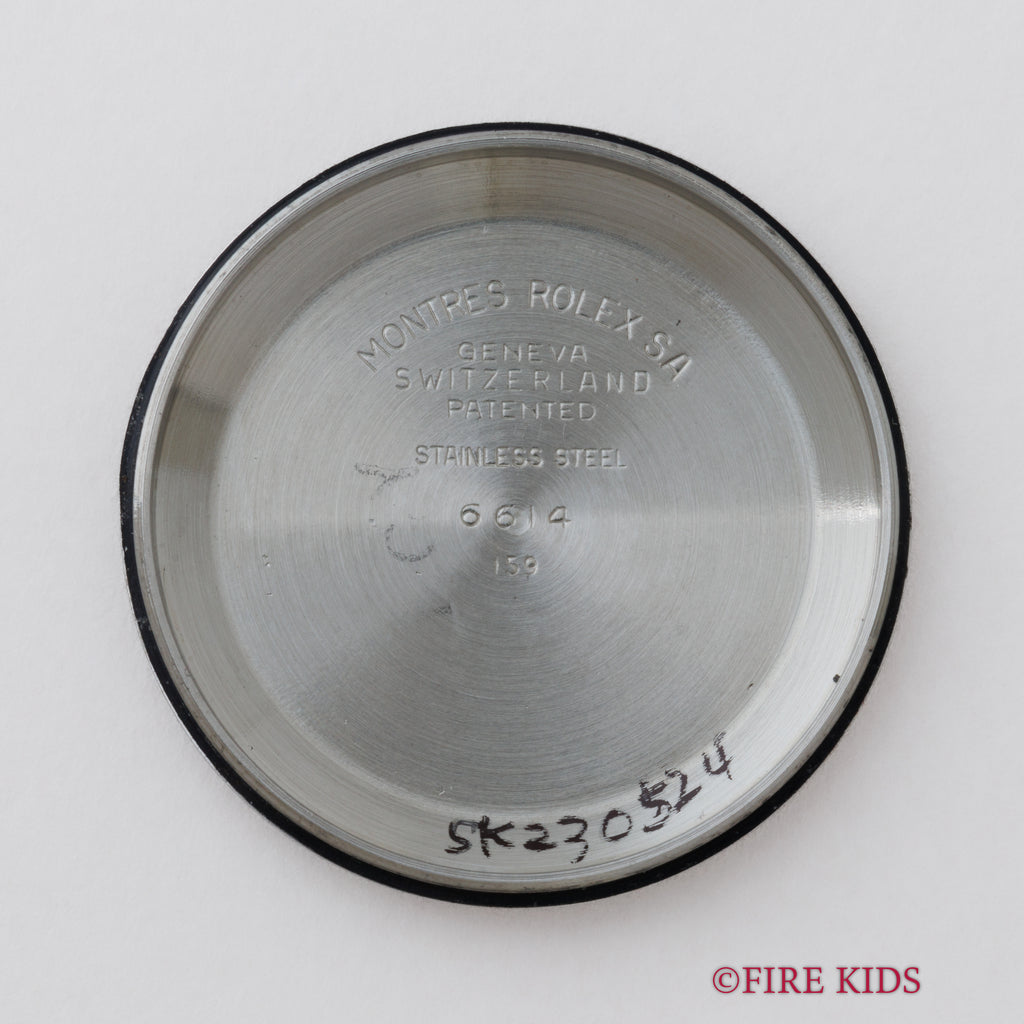 MONTRES ROLEX SA
GENEVA
SWITZERLAND
PATENTED
STAINLESS STEEL
6614
159
SK230524
©FIRE KIDS